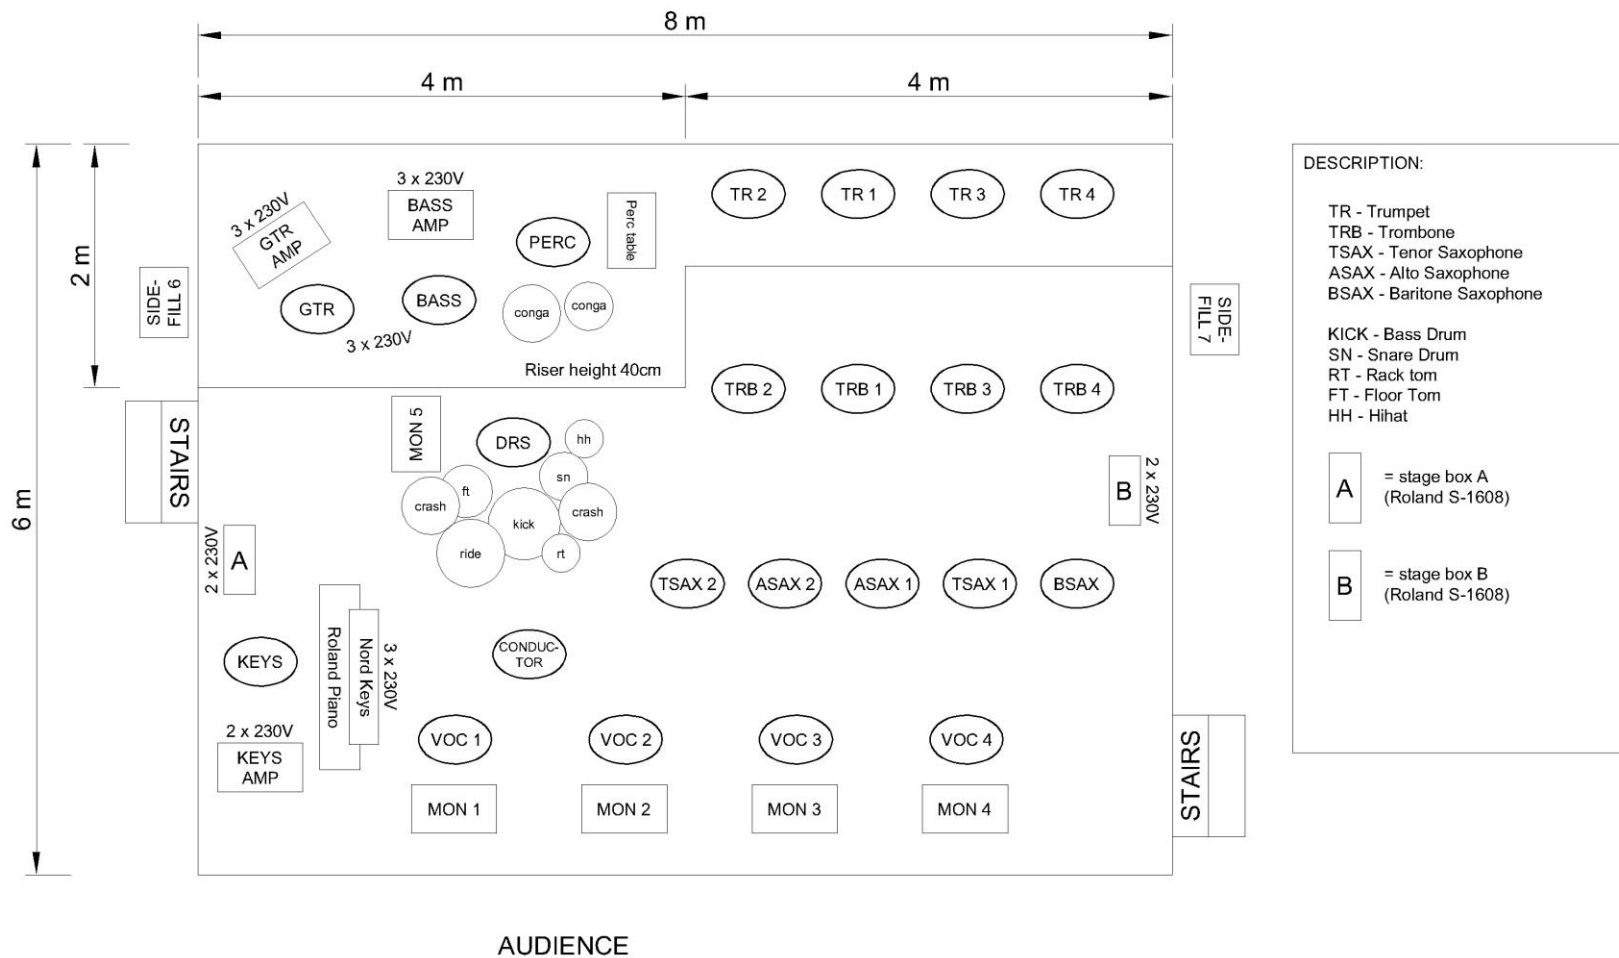 8 m
4 m
4 m
2 m
6 m
3 x 230V
GTR
AMP
3 x 230V
BASS
AMP
PERC
Perc table
TR 2
TR 1
TR 3
TR 4
SIDE-
FILL 6
GTR
BASS
conga
conga
3 x 230V
Riser height 40cm
SIDE-
FILL 7
TRB 2
TRB 1
TRB 3
TRB 4
STAIRS
MON 5
DRS
hh
sn
ft
crash
kick
crash
ride
rt
2 x 230V
A
B
2 x 230V
TSAX 2
ASAX 2
ASAX 1
TSAX 1
BSAX
KEYS
Roland Piano
Nord Keys
3 x 230V
CONDUC-
TOR
2 x 230V
KEYS
AMP
VOC 1
VOC 2
VOC 3
VOC 4
MON 1
MON 2
MON 3
MON 4
STAIRS
AUDIENCE
DESCRIPTION:
TR - Trumpet
TRB - Trombone
TSAX - Tenor Saxophone
ASAX - Alto Saxophone
BSAX - Baritone Saxophone
KICK - Bass Drum
SN - Snare Drum
RT - Rack tom
FT - Floor Tom
HH - Hihat
A
= stage box A
(Roland S-1608)
B
= stage box B
(Roland S-1608)